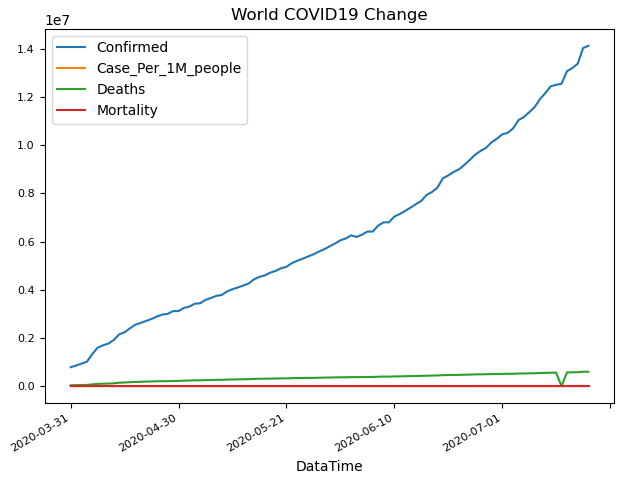 World COVID19 Change
1e7
Confirmed
Case_Per_1M_people
Deaths
Mortality
1.4
1.2
1.0
0.8
0.6
0.4
0.2
0.0
2020-03-31
2020-04-30
2020-05-21
2020-06-10
2020-07-01
DataTime